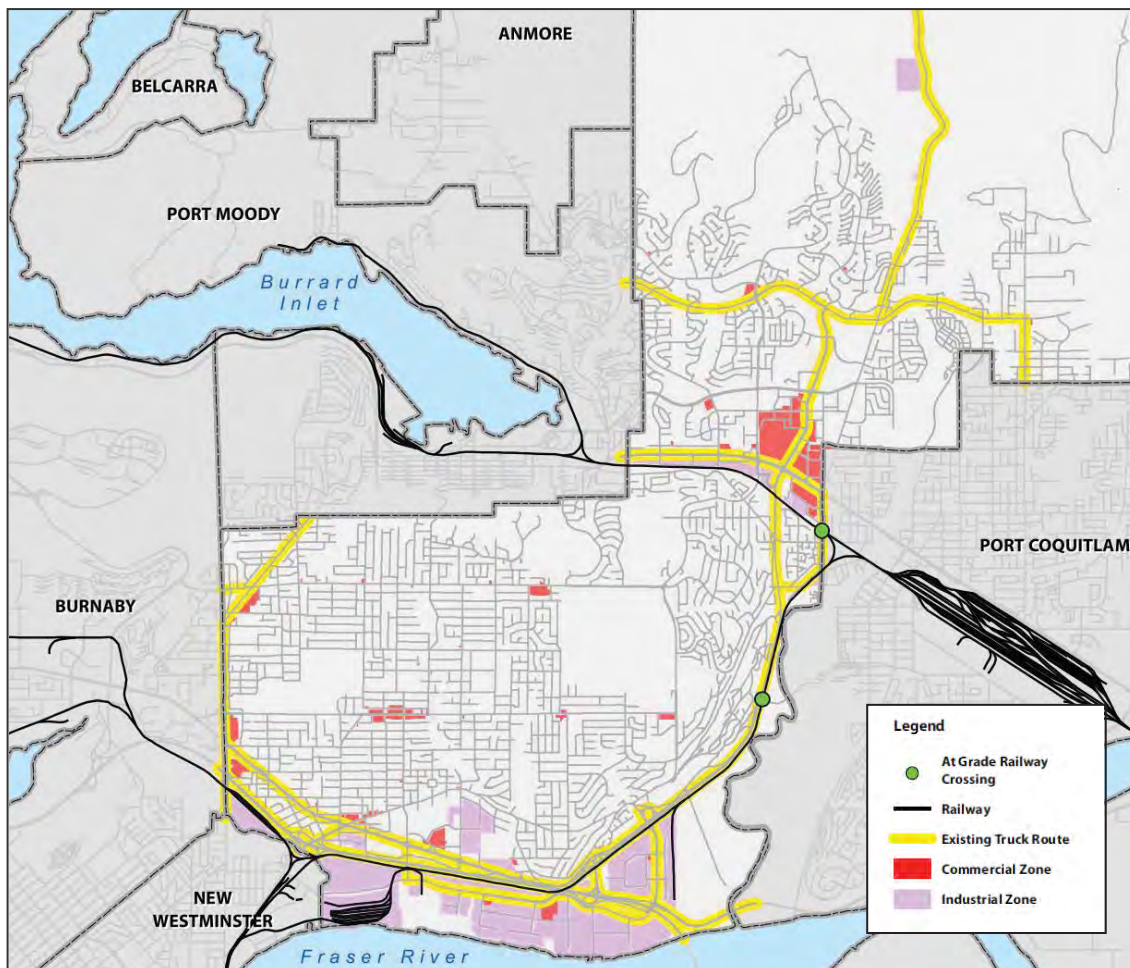 ANMORE
BELCARRA
PORT MOODY
Burrard
Inlet
PORT COQUITLAM
BURNABY
Legend
At Grade Railway
Crossing
Railway
Existing Truck Route
Commercial Zone
Industrial Zone
NEW
WESTMINSTER
Fraser River